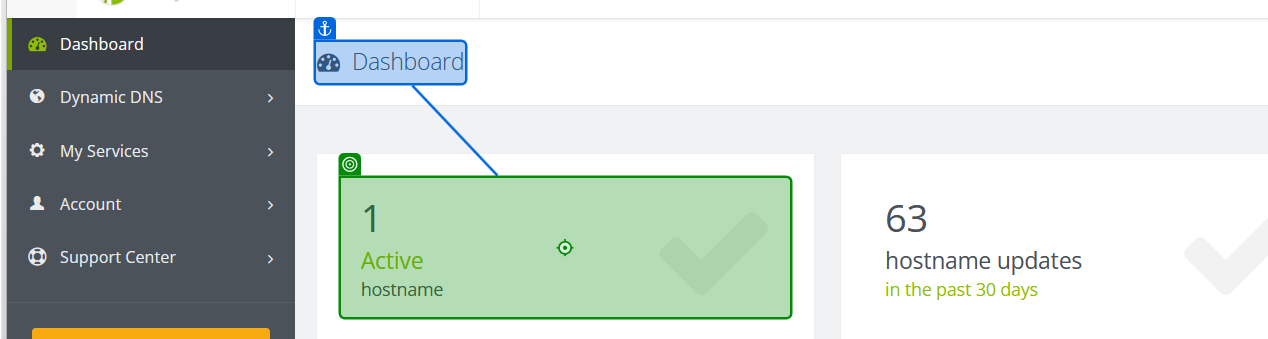 Dashboard
Dynamic DNS
My Services
Account
Support Center
Dashboard
1
Active
hostname
63
hostname updates
in the past 30 days